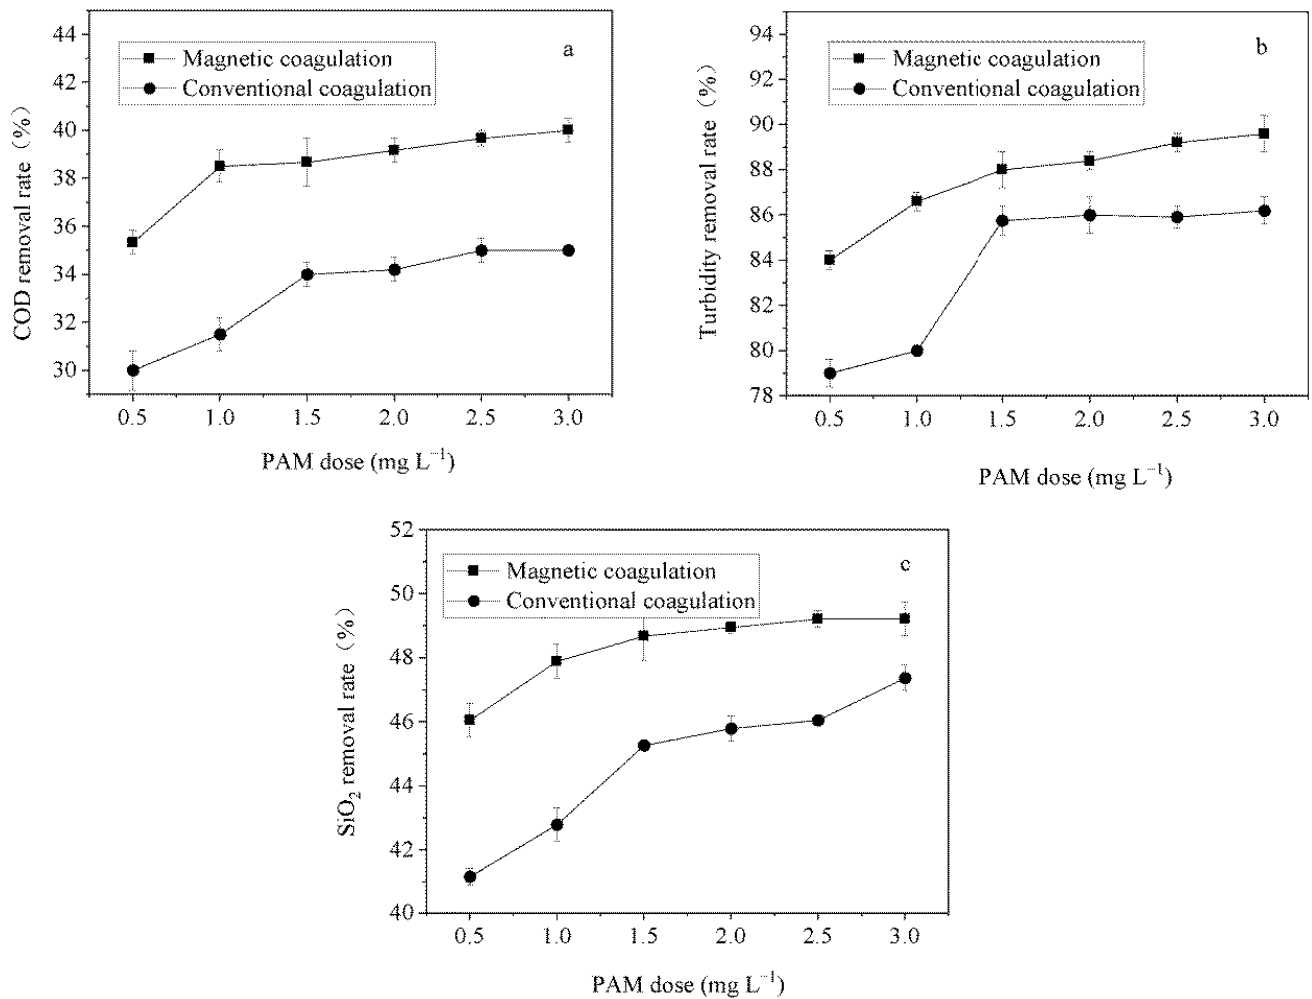 a
Magnetic coagulation
Conventional coagulation
COD removal rate (%)
44
42
40
38
36
34
32
30
0.5 1.0 1.5 2.0 2.5 3.0
PAM dose (mg L⁻¹)
b
Magnetic coagulation
Conventional coagulation
Turbidity removal rate (%)
94
92
90
88
86
84
82
80
78
0.5 1.0 1.5 2.0 2.5 3.0
PAM dose (mg L⁻¹)
c
Magnetic coagulation
Conventional coagulation
SiO₂ removal rate (%)
52
50
48
46
44
42
40
0.5 1.0 1.5 2.0 2.5 3.0
PAM dose (mg L⁻¹)